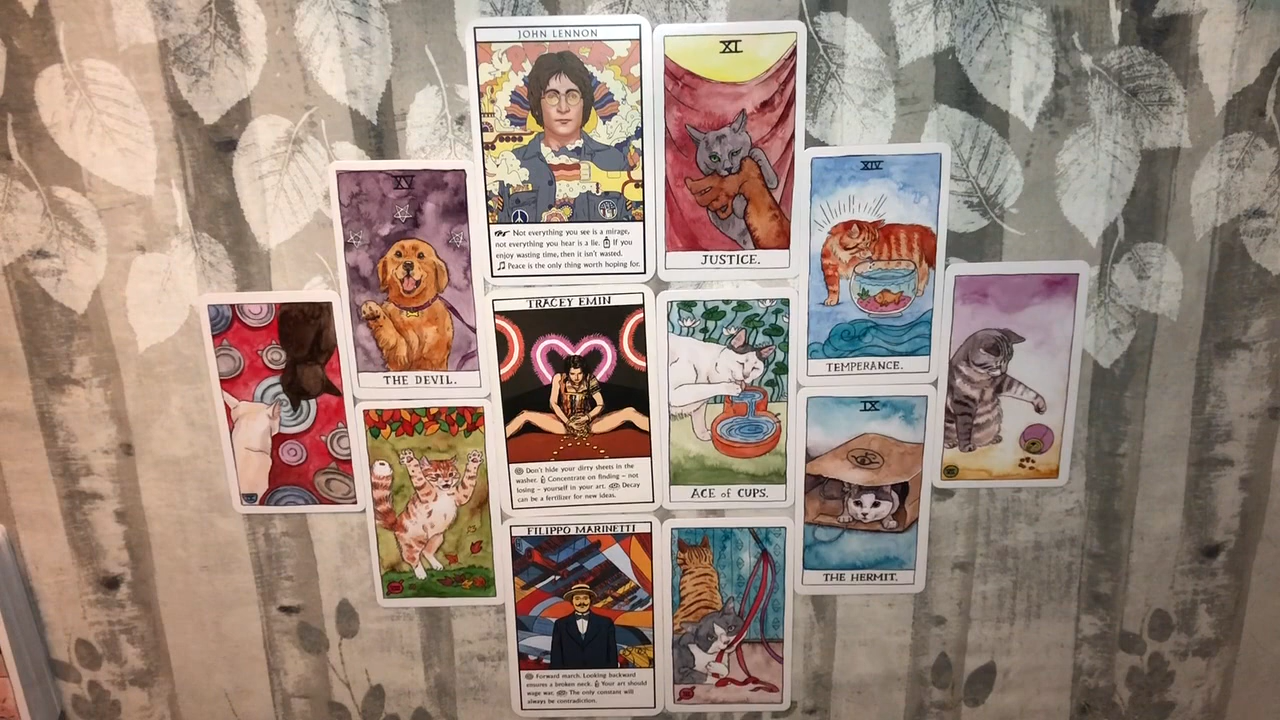 JOHN LENNON
Not everything you see is a mirage,
not everything you hear is a lie. If you
enjoy wasting time, then it isn't wasted.
Peace is the only thing worth hoping for.
XI
JUSTICE.
XV
THE DEVIL.
XIV
TEMPERANCE.
TRACEY EMIN
Don't hide your dirty sheets in the
washer. Concentrate on finding – not
losing – yourself in your art. Decay
can be a fertilizer for new ideas.
ACE of CUPS.
IX
THE HERMIT.
FILIPPO MARINETTI
Forward march. Looking backward
ensures a broken neck. Your art should
wage war. The only constant will
always be contradiction.